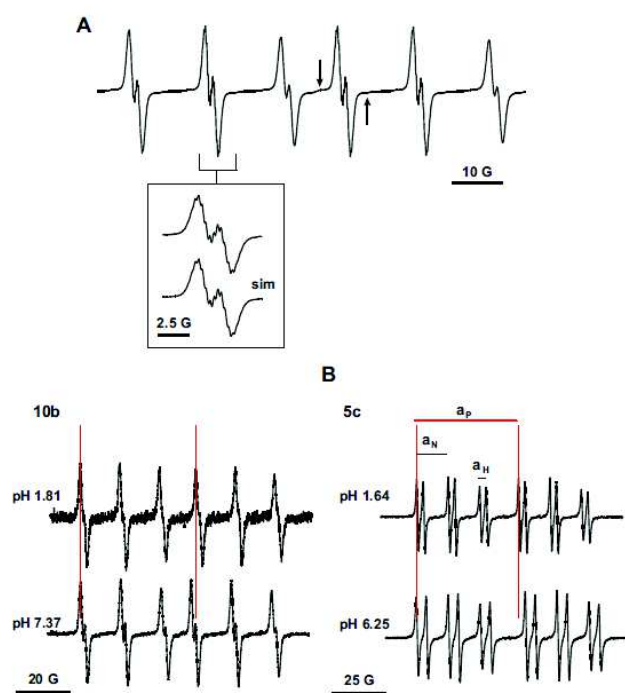 A
10 G
sim
2.5 G
B
10b
5c
aP
aN
aH
pH 1.81
pH 1.64
pH 7.37
pH 6.25
20 G
25 G